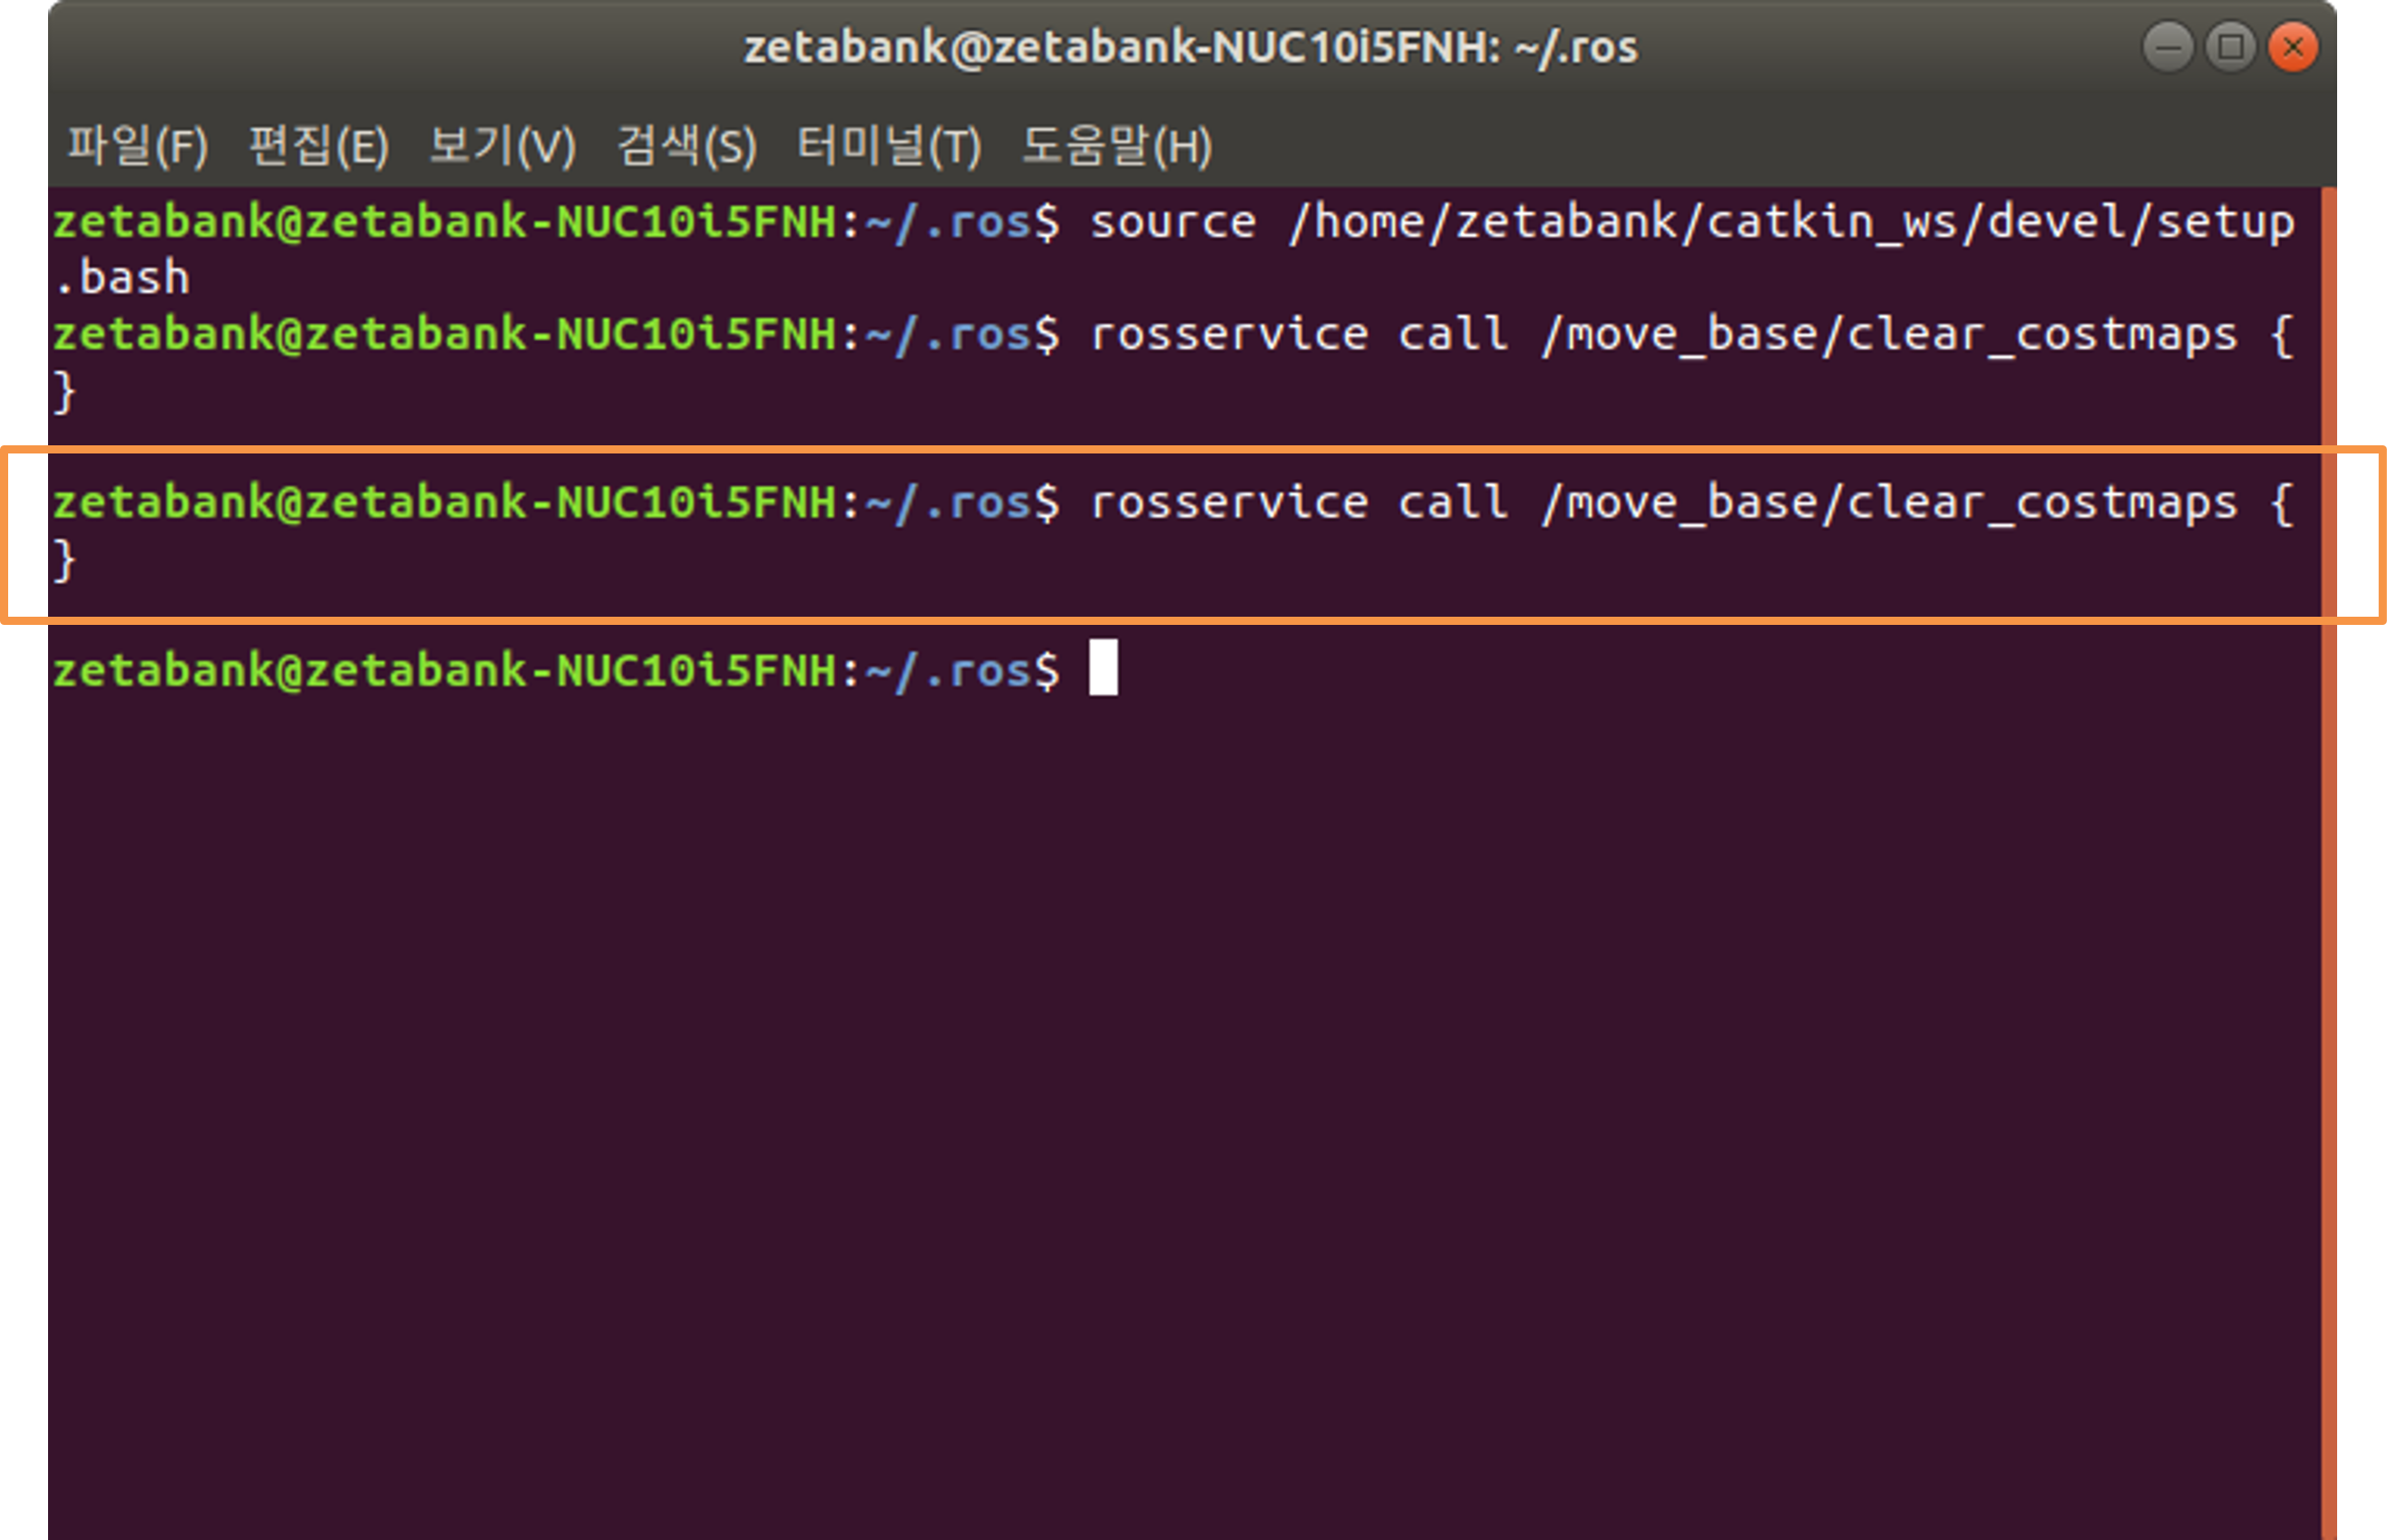 zetabank@zetabank-NUC10i5FNH: ~/.ros
파일(F) 편집(E) 보기(V) 검색(S) 터미널(T) 도움말(H)
zetabank@zetabank-NUC10i5FNH:~/.ros$ source /home/zetabank/catkin_ws/devel/setup
.bash
zetabank@zetabank-NUC10i5FNH:~/.ros$ rosservice call /move_base/clear_costmaps {
}
zetabank@zetabank-NUC10i5FNH:~/.ros$ rosservice call /move_base/clear_costmaps {
}
zetabank@zetabank-NUC10i5FNH:~/.ros$